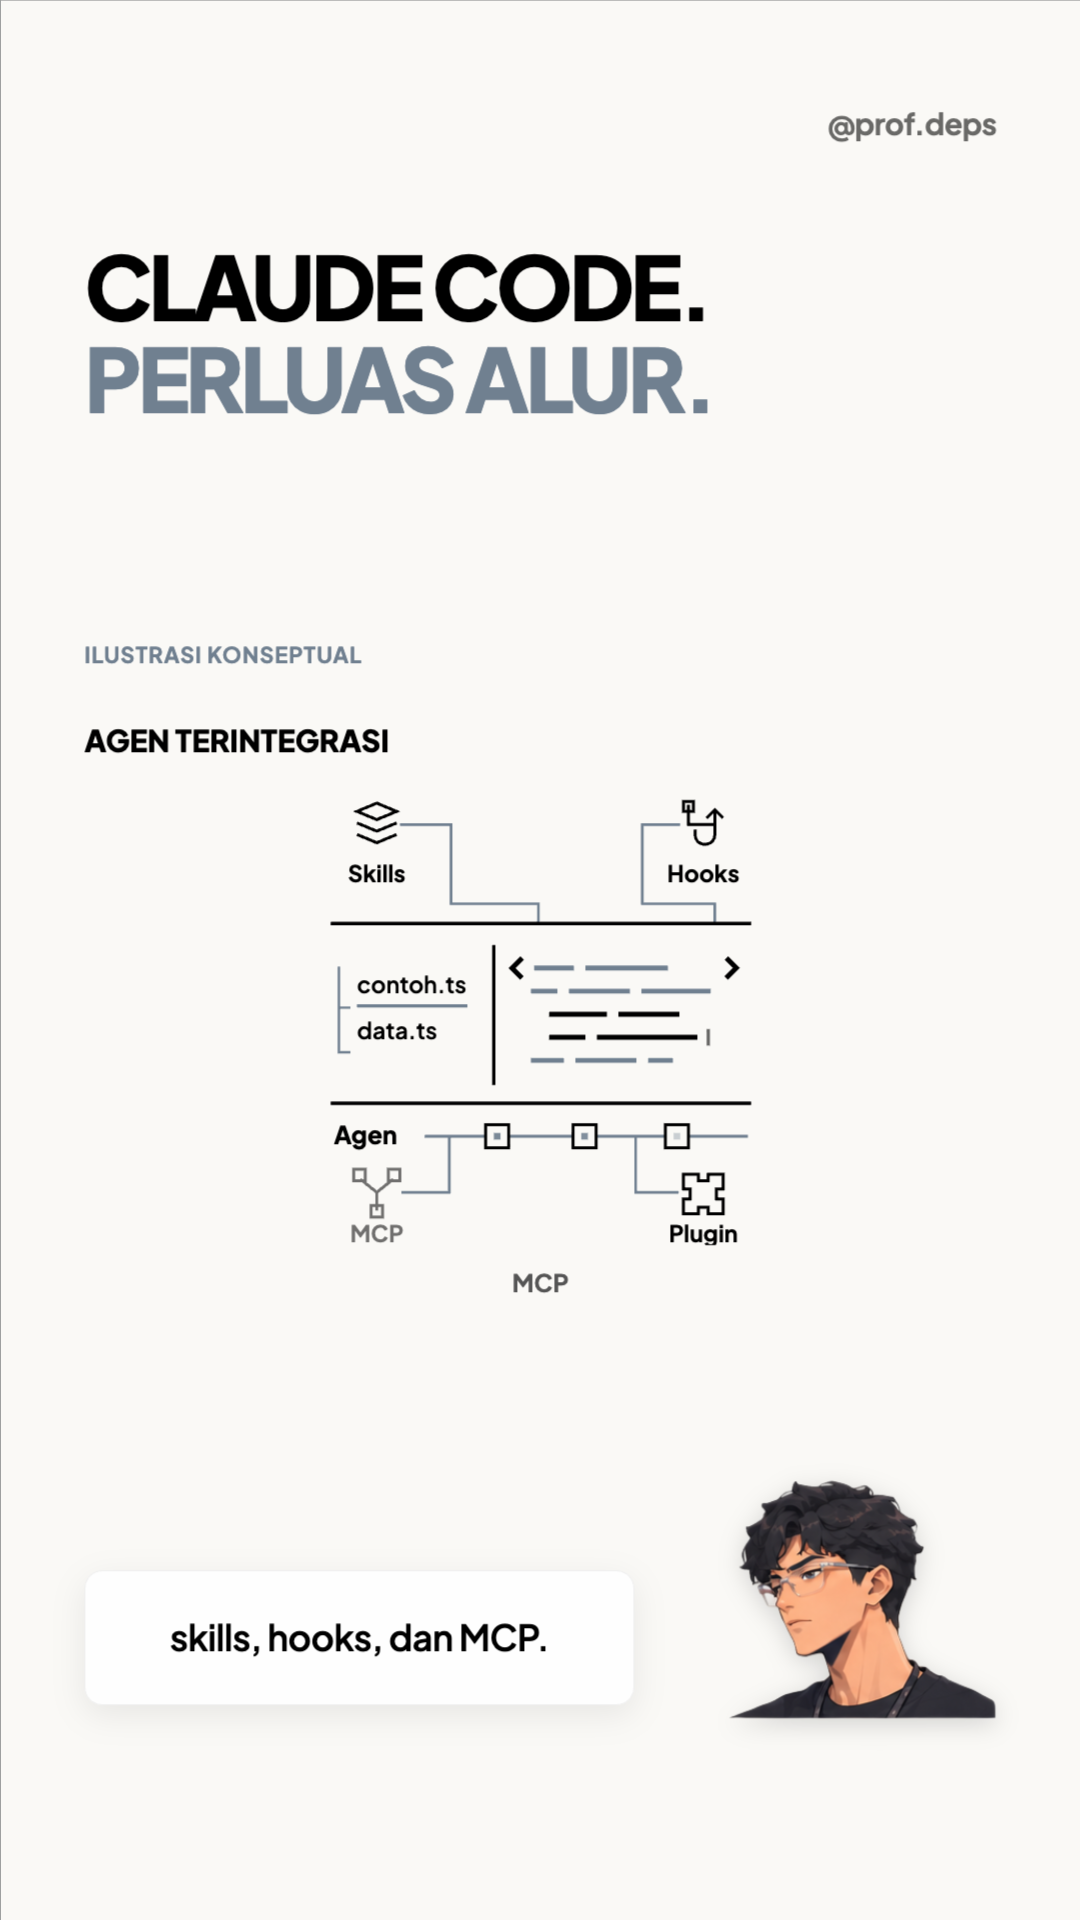 @prof.deps
CLAUDE CODE.
PERLUAS ALUR.
ILUSTRASI KONSEPTUAL
AGEN TERINTEGRASI
Skills
Hooks
contoh.ts
data.ts
Agen
MCP
Plugin
MCP
skills, hooks, dan MCP.